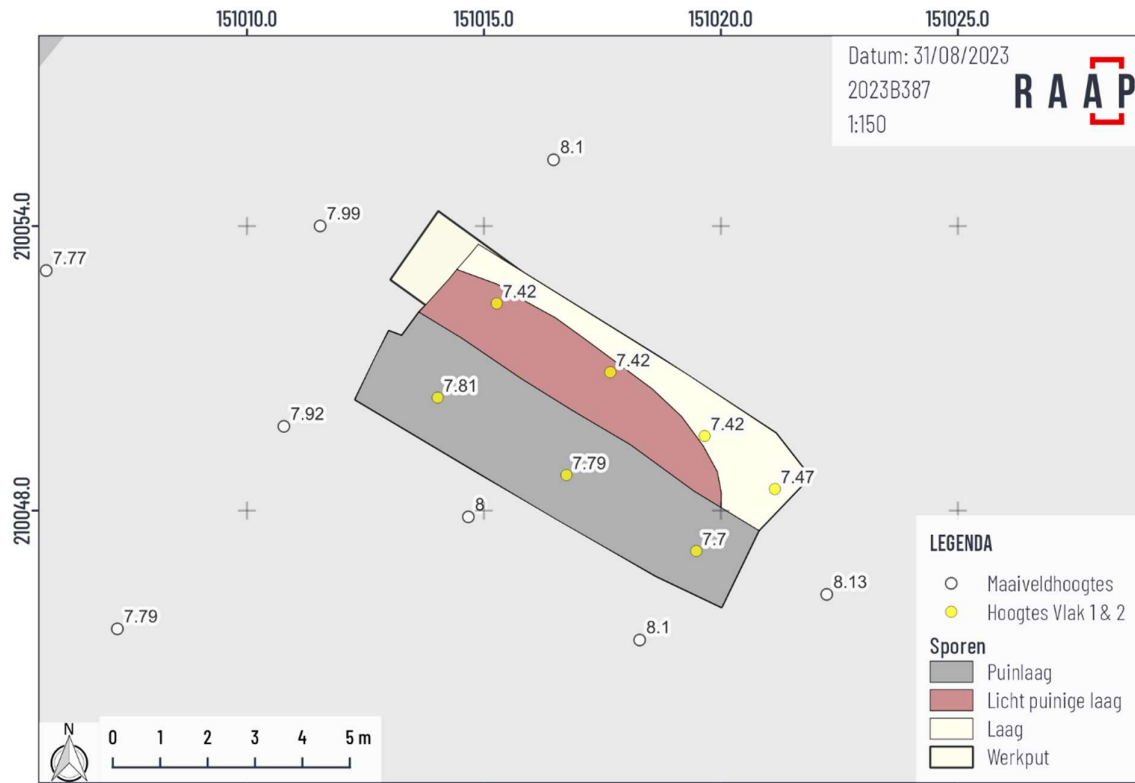 151010.0 151015.0 151020.0 151025.0
Datum: 31/08/2023
2023B387
1:150
RAAP
8.1
210054.0
7.99
7.77
7.42
7.42
7.81
7.42
7.92
7.79
7.47
210048.0
8
7.7
8.13
7.79
8.1
LEGENDA
Maaiveldhoogtes
Hoogtes Vlak 1 & 2
Sporen
Puinlaag
Licht puinige laag
Laag
Werkput
N
0 1 2 3 4 5 m